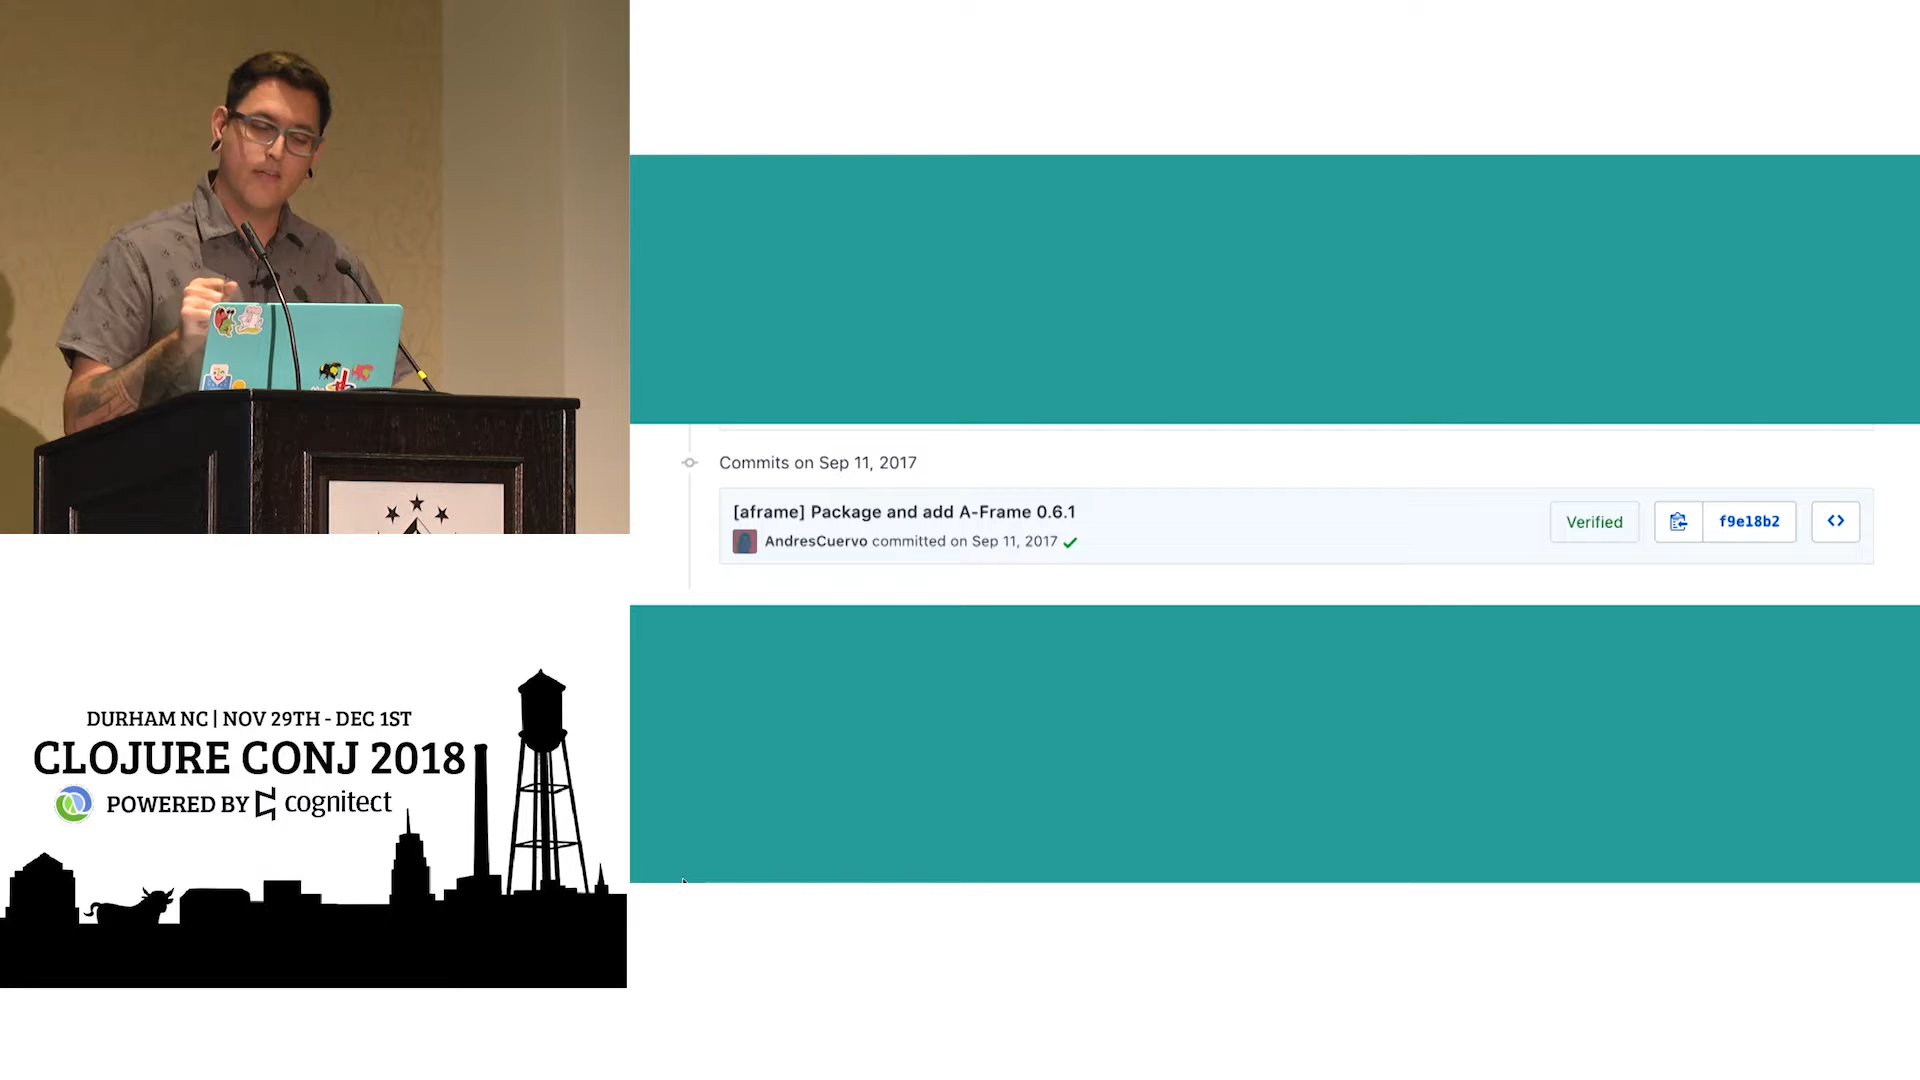 Commits on Sep 11, 2017
[aframe] Package and add A-Frame 0.6.1
AndresCuervo committed on Sep 11, 2017
Verified
f9e18b2
DURHAM NC | NOV 29TH - DEC 1ST
CLOJURE CONJ 2018
POWERED BY cognitect